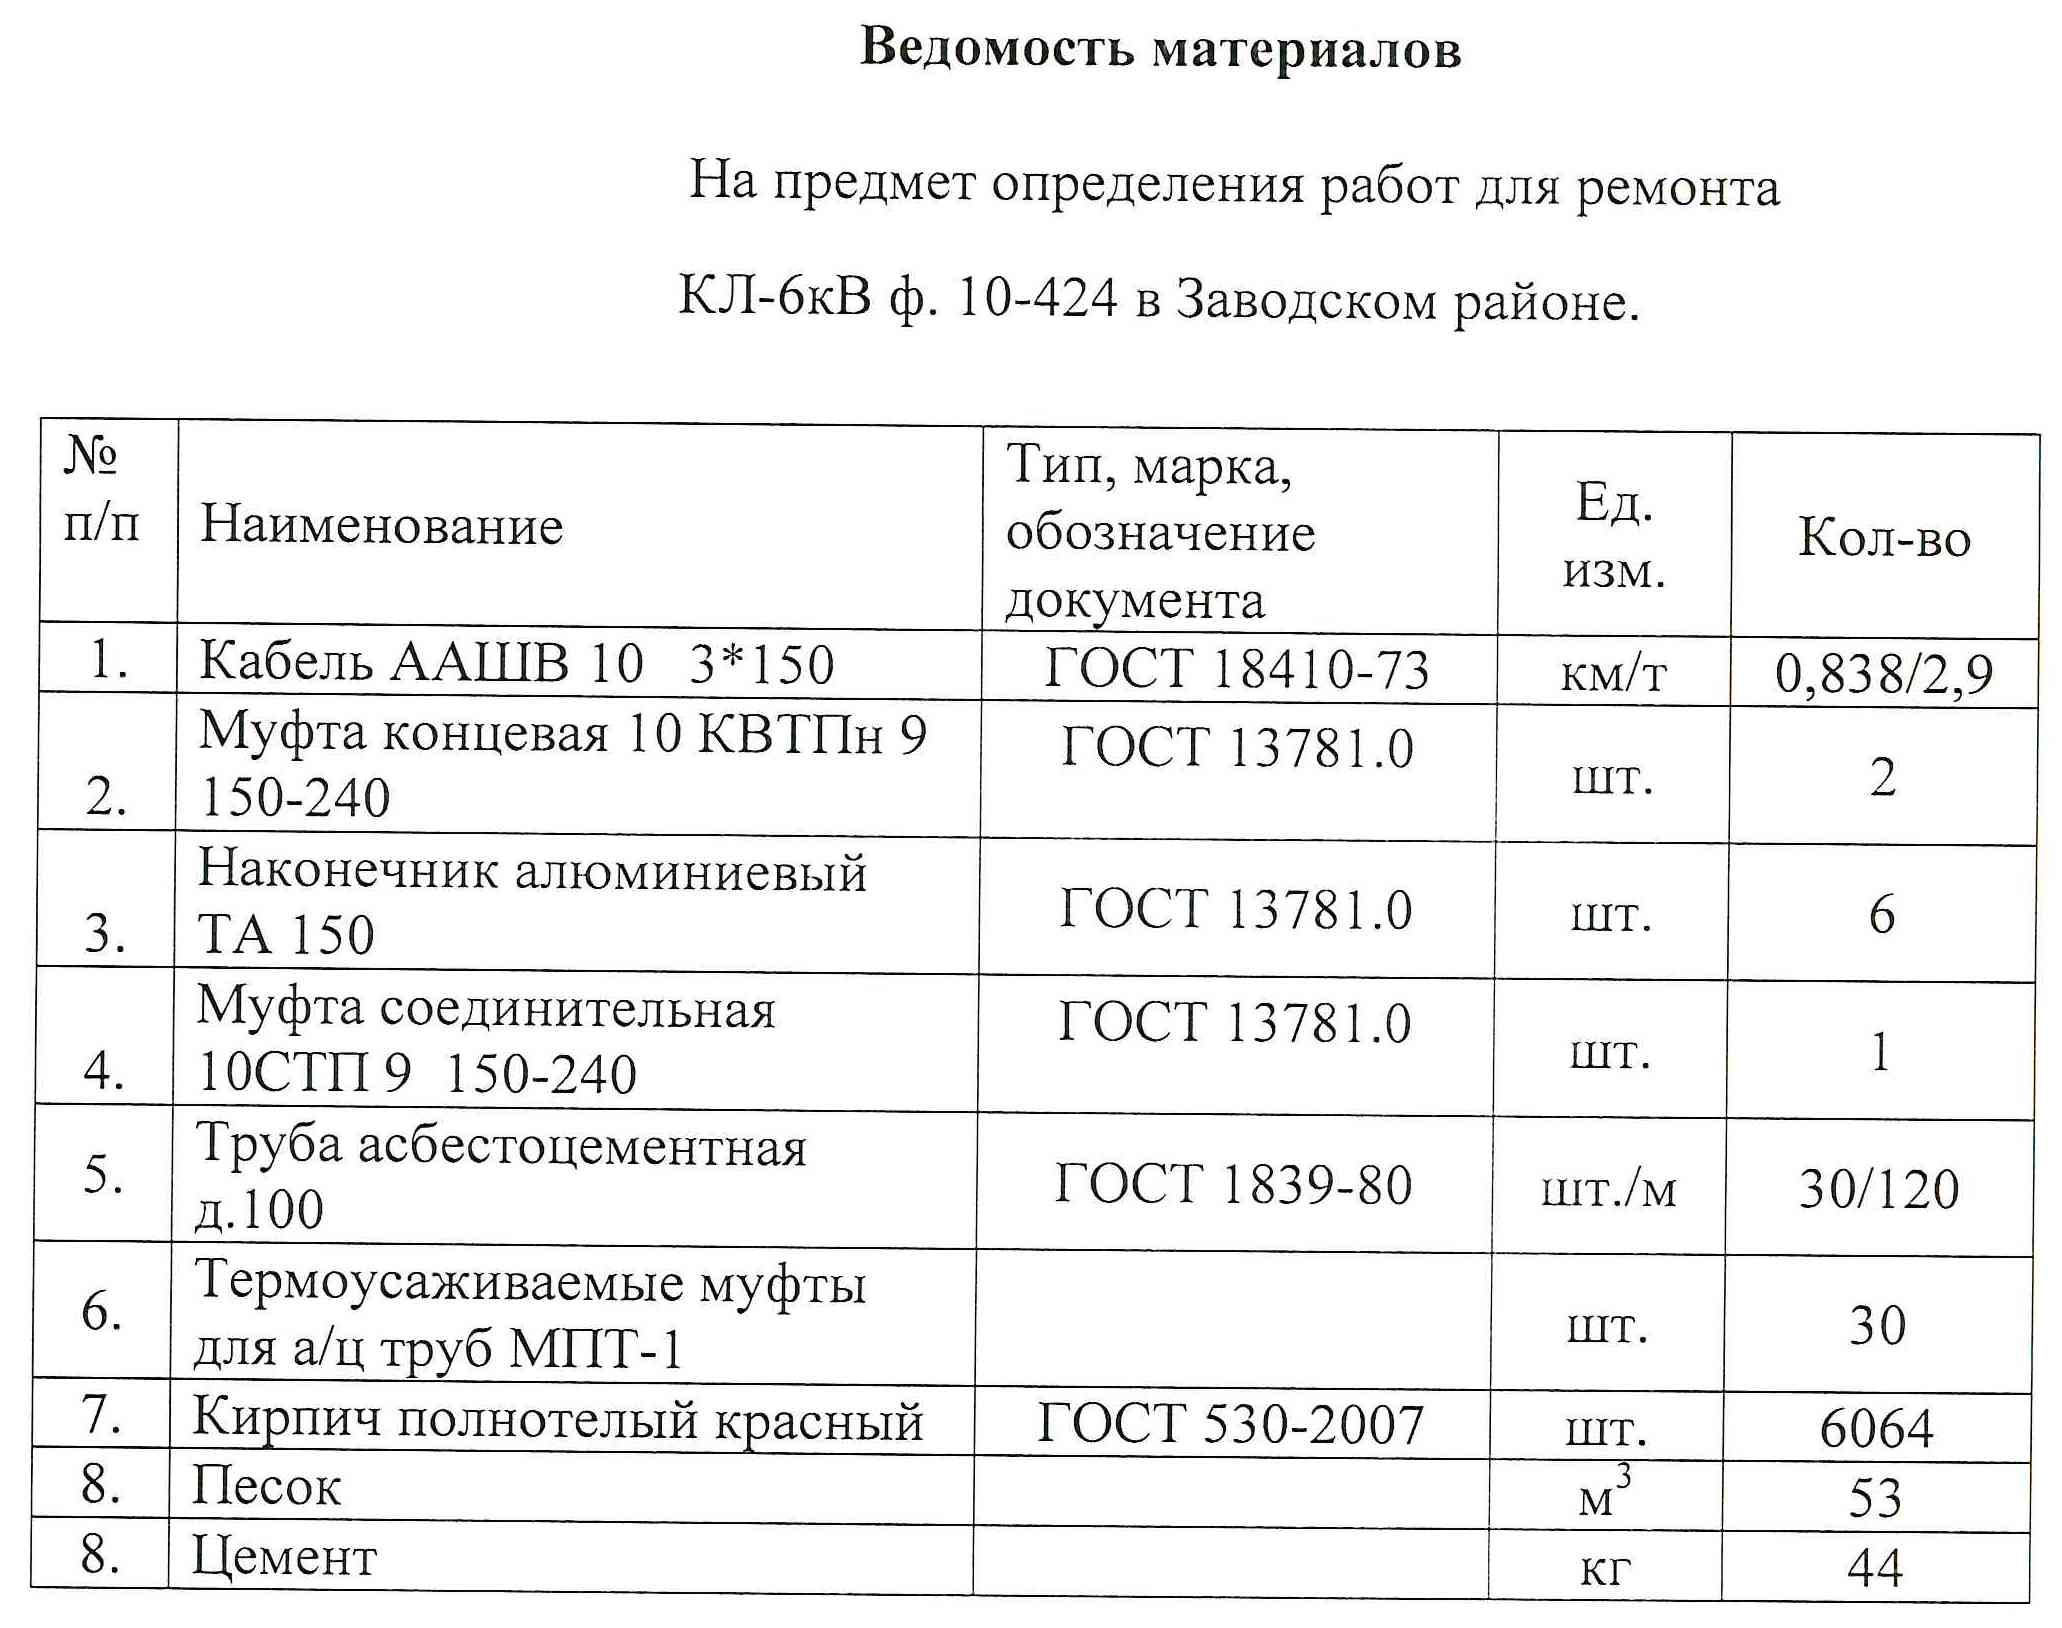 Ведомость материалов
На предмет определения работ для ремонта
КЛ-6кВ ф. 10-424 в Заводском районе.
№ п/п Наименование Тип, марка, обозначение документа Ед. изм. Кол-во
1. Кабель ААШВ 10 3*150 ГОСТ 18410-73 км/т 0,838/2,9
2. Муфта концевая 10 КВТПн 9 150-240 ГОСТ 13781.0 шт. 2
3. Наконечник алюминиевый ТА 150 ГОСТ 13781.0 шт. 6
4. Муфта соединительная 10СТП 9 150-240 ГОСТ 13781.0 шт. 1
5. Труба асбестоцементная д.100 ГОСТ 1839-80 шт./м 30/120
6. Термоусаживаемые муфты для а/ц труб МПТ-1 шт. 30
7. Кирпич полнотелый красный ГОСТ 530-2007 шт. 6064
8. Песок м³ 53
8. Цемент кг 44